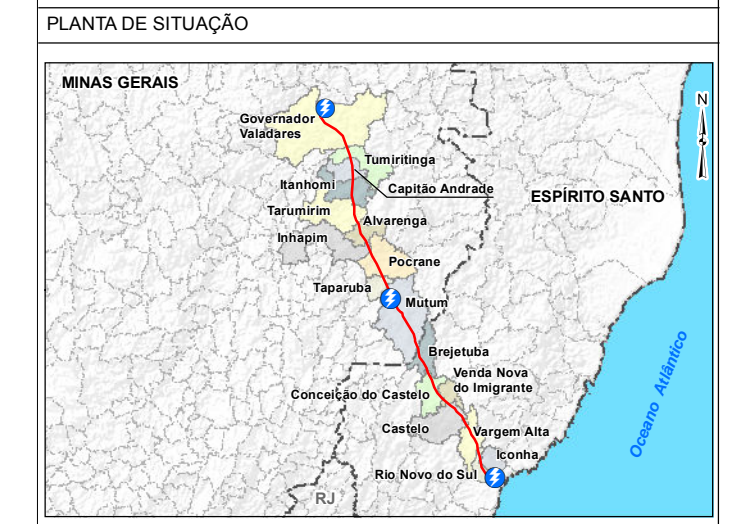 PLANTA DE SITUAÇÃO
MINAS GERAIS
N
Governador
Valadares
Tumiritinga
Itanhomi
Capitão Andrade
ESPÍRITO SANTO
Tarumirim
Alvarenga
Inhapim
Pocrane
Taparuba
Mutum
Brejetuba
Venda Nova
do Imigrante
Conceição do Castelo
Castelo
Vargem Alta
Iconha
Rio Novo do Sul
RJ
Oceano Atlântico